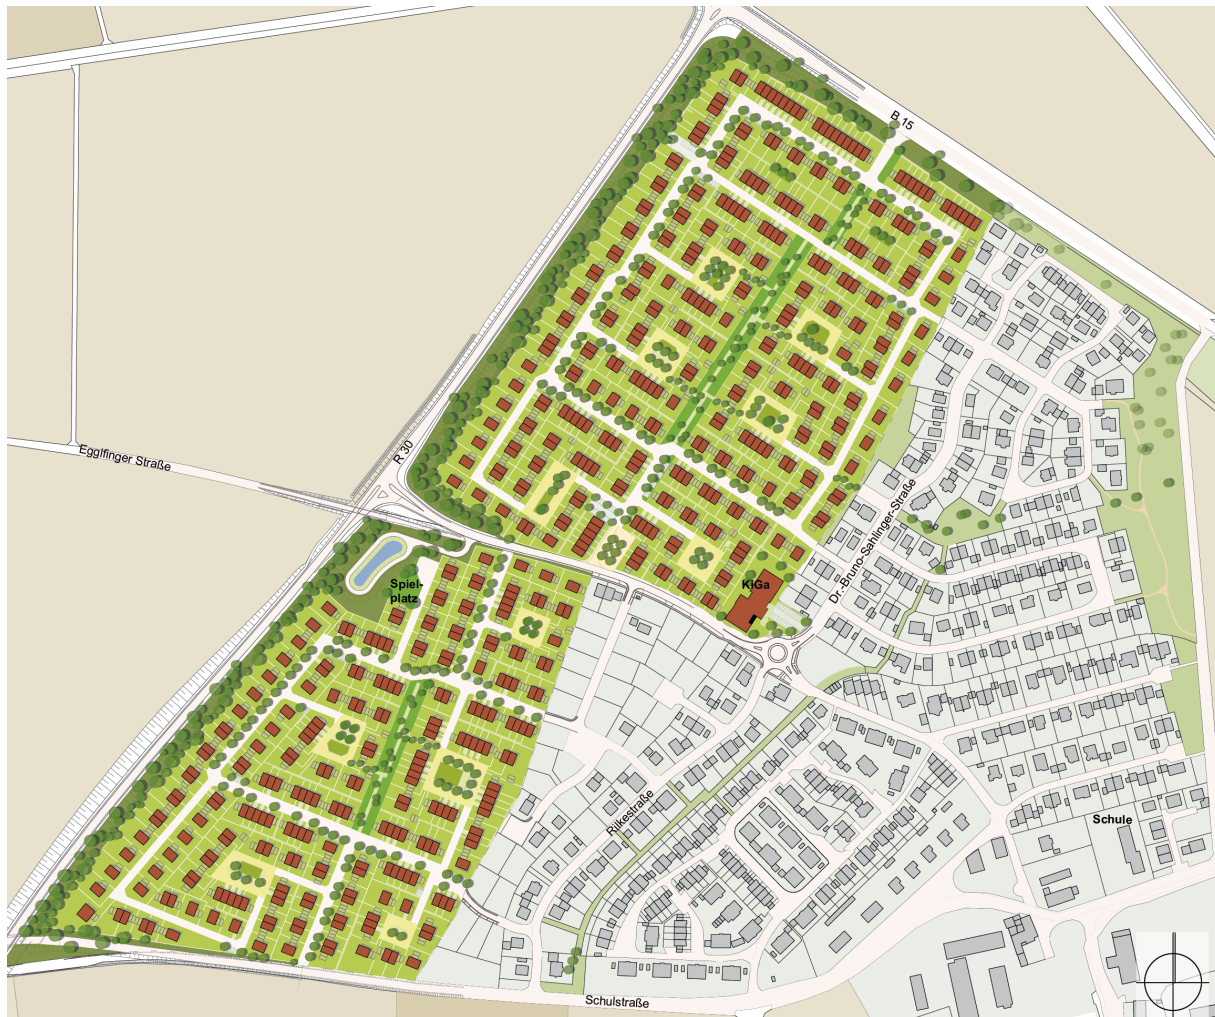 B 15
R 30
Egglfinger Straße
Spiel-
platz
KiGa
Dr.-Bruno-Sahlinger-Straße
Rilkestraße
Schule
Schulstraße